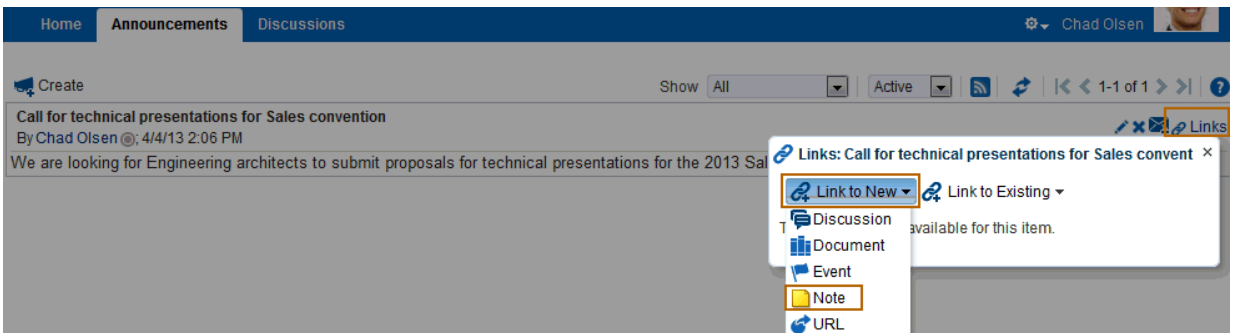 Home Announcements Discussions Chad Olsen
Create Show All Active 1-1 of 1 ?
Call for technical presentations for Sales convention
Links
By Chad Olsen ; 4/4/13 2:06 PM
We are looking for Engineering architects to submit proposals for technical presentations for the 2013 Sal
Links: Call for technical presentations for Sales convent ×
Link to New Link to Existing
Discussion
T available for this item.
Document
Event
Note
URL